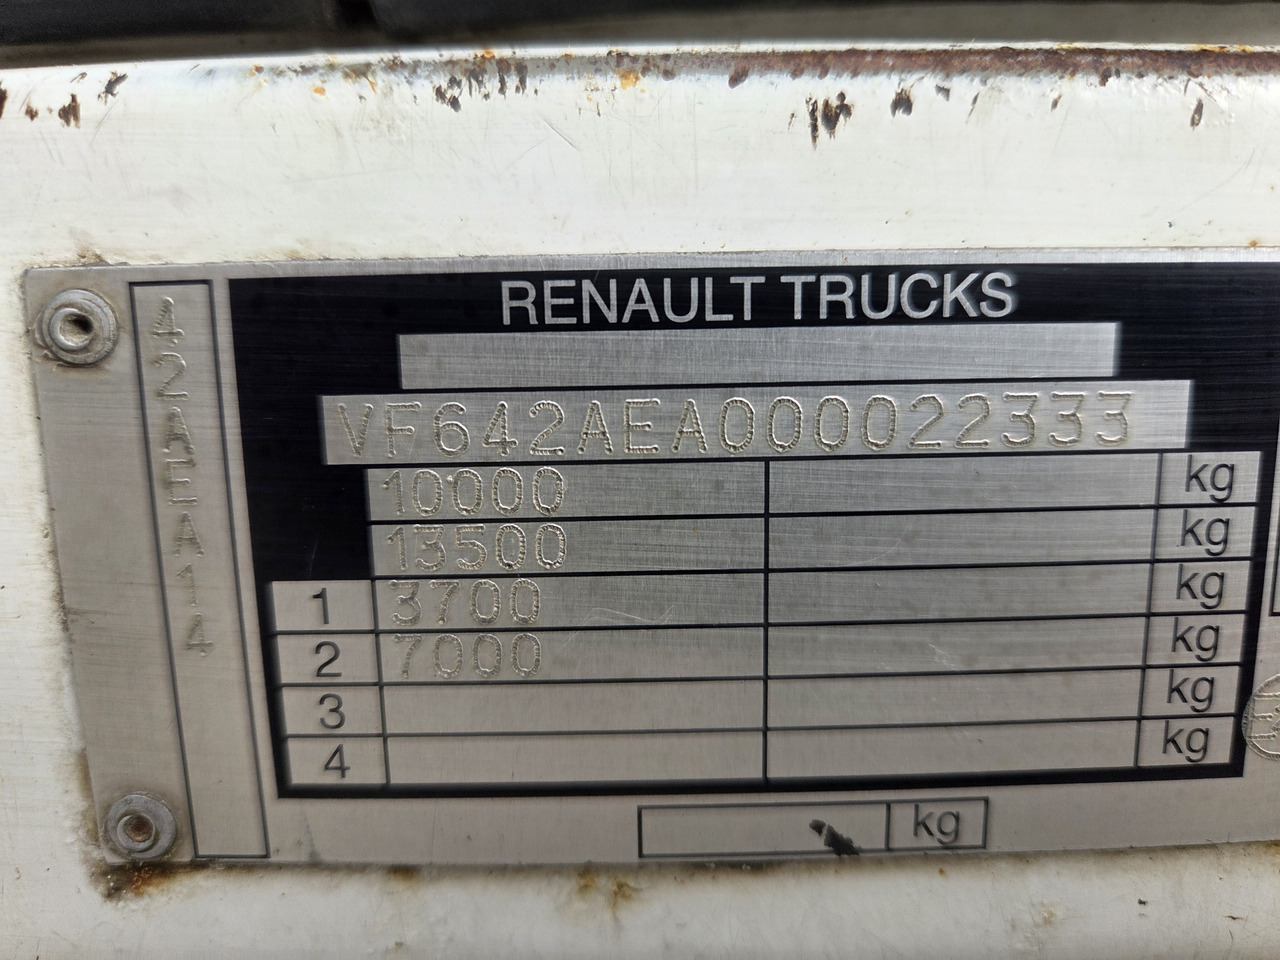 RENAULT TRUCKS
VF642AEA000022333
10000 kg
13500 kg
1 3700 kg
2 7000 kg
3 kg
4 kg
kg
42AEA14